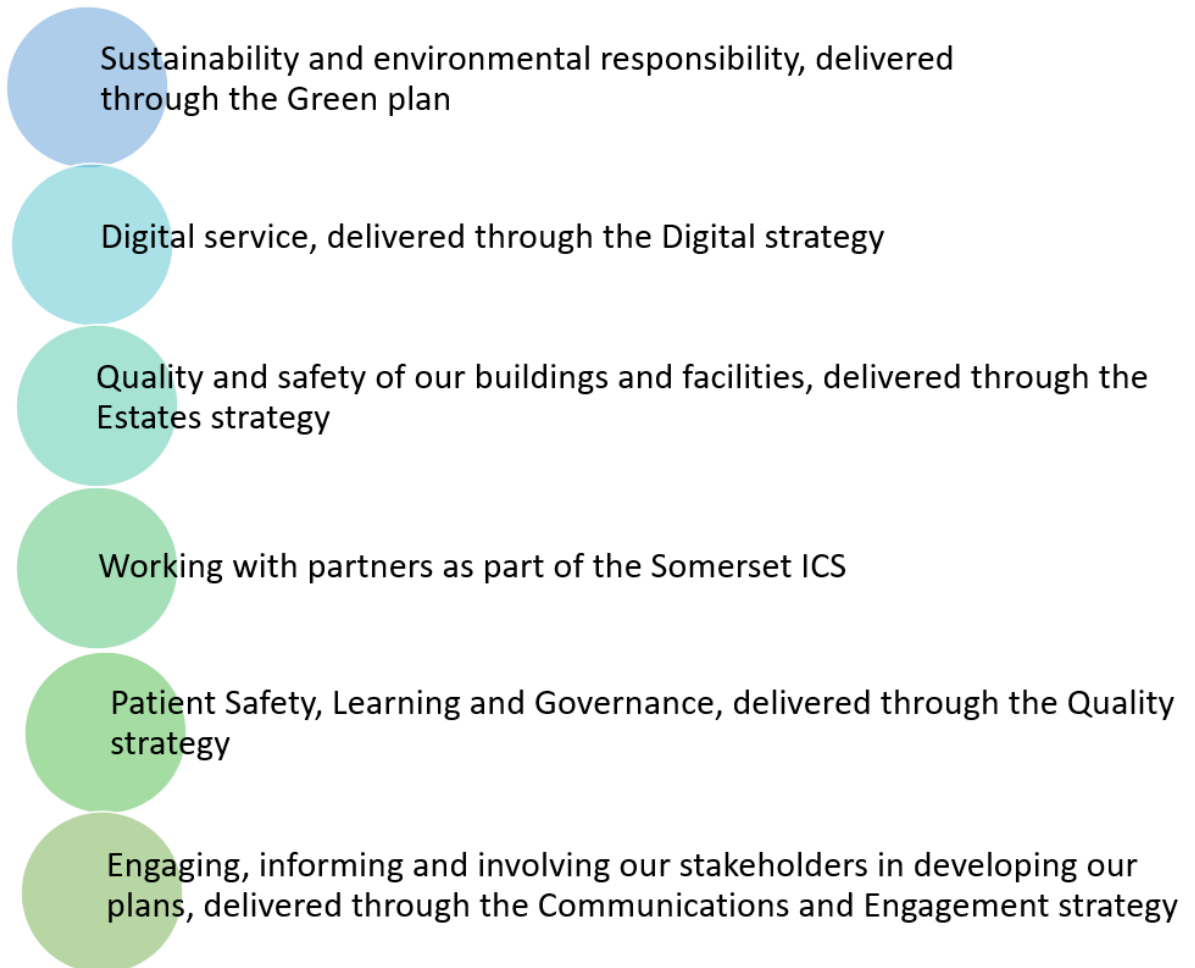 Sustainability and environmental responsibility, delivered
through the Green plan
Digital service, delivered through the Digital strategy
Quality and safety of our buildings and facilities, delivered through the
Estates strategy
Working with partners as part of the Somerset ICS
Patient Safety, Learning and Governance, delivered through the Quality
strategy
Engaging, informing and involving our stakeholders in developing our
plans, delivered through the Communications and Engagement strategy